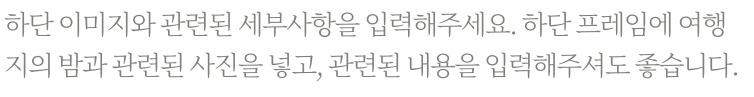 하단 이미지와 관련된 세부사항을 입력해주세요. 하단 프레임에 여행
지의 밤과 관련된 사진을 넣고, 관련된 내용을 입력해주셔도 좋습니다.